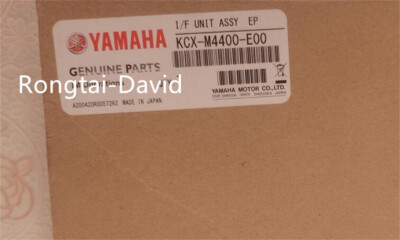 I/F UNIT ASSY EP
YAMAHA
KCX-M4400-E00
GENUINE PARTS
Rongtai-David
YAMAHA MOTOR CO.,LTD.
MADE IN JAPAN